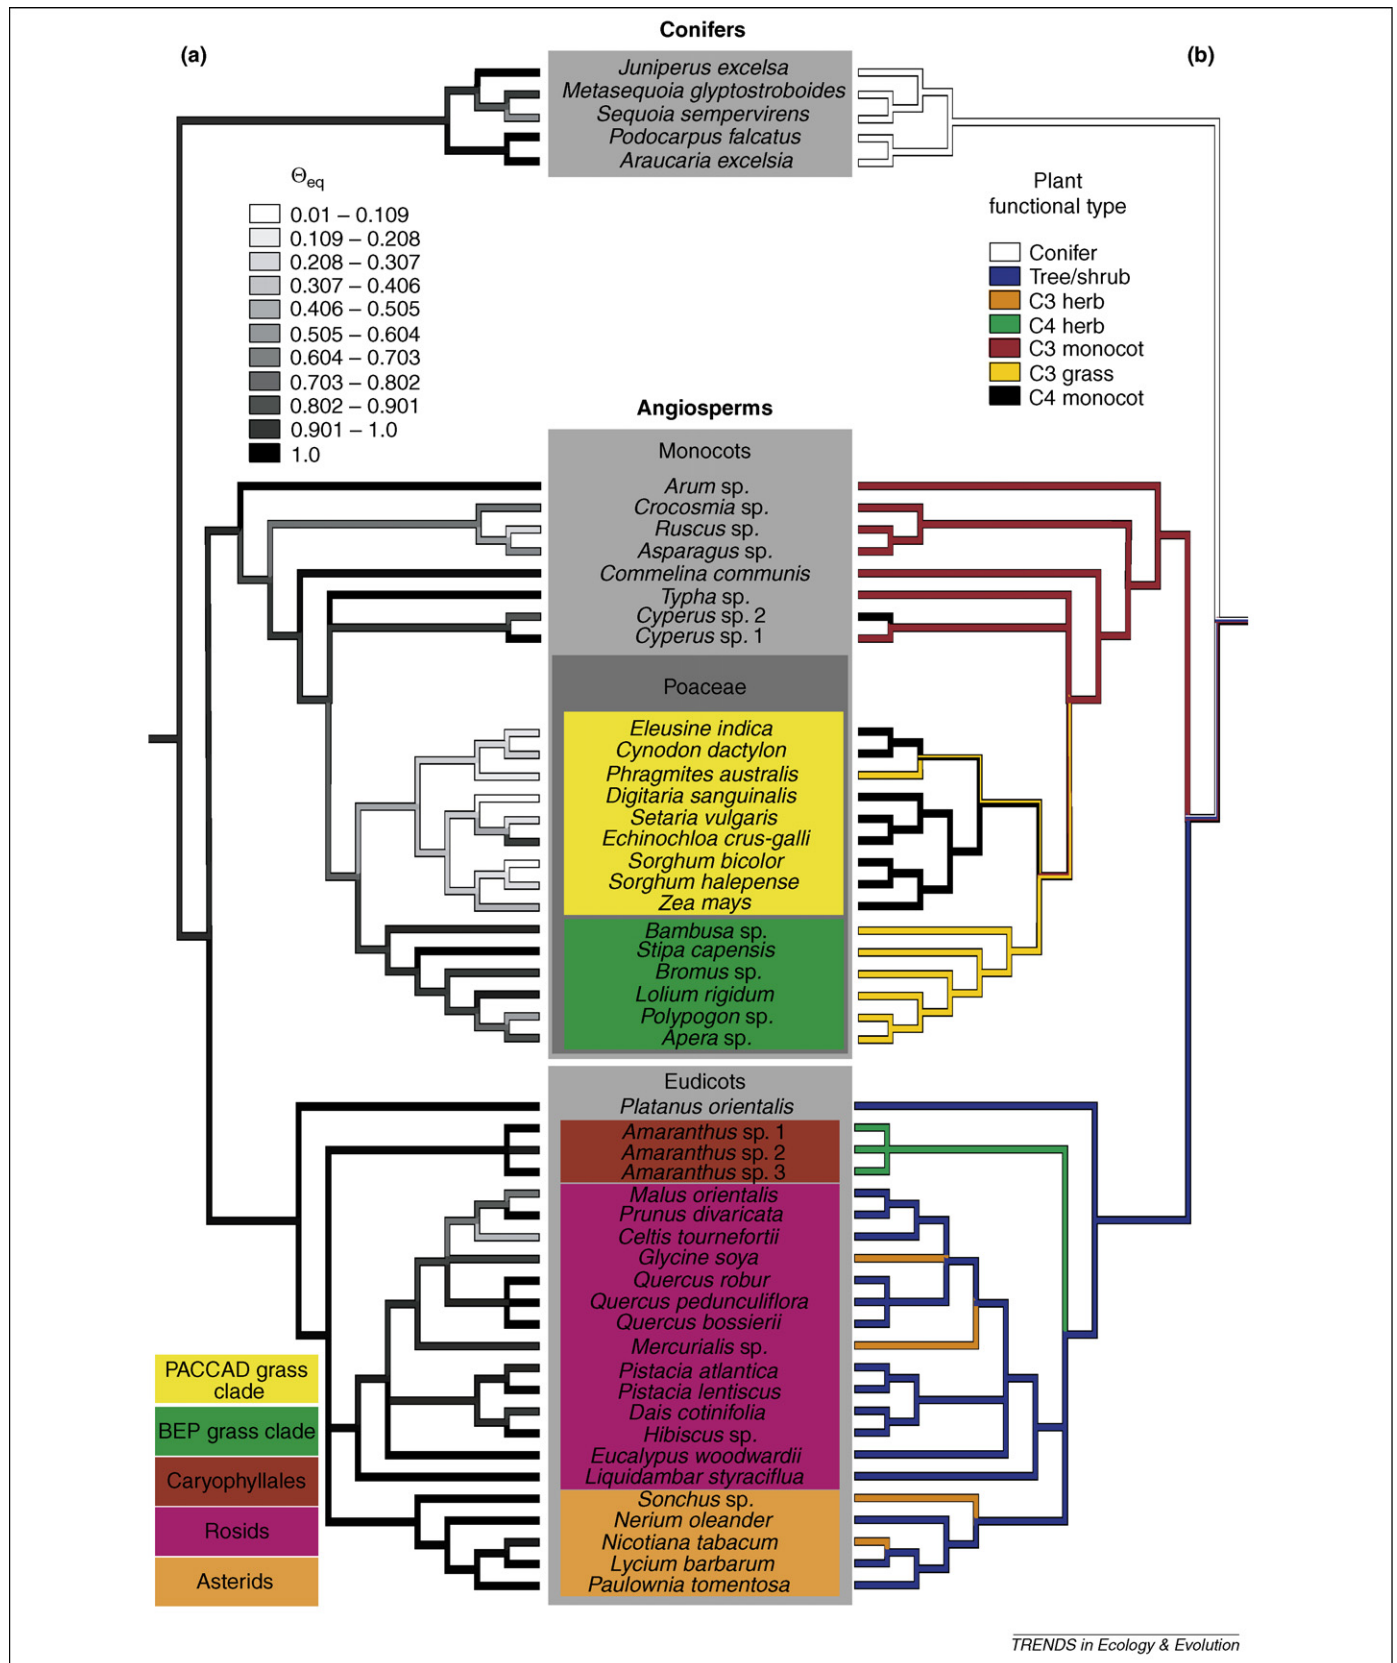 Conifers
(a)
(b)
Juniperus excelsa
Metasequoia glyptostroboides
Sequoia sempervirens
Podocarpus falcatus
Araucaria excelsia
Θeq
0.01 – 0.109
0.109 – 0.208
0.208 – 0.307
0.307 – 0.406
0.406 – 0.505
0.505 – 0.604
0.604 – 0.703
0.703 – 0.802
0.802 – 0.901
0.901 – 1.0
1.0
Plant
functional type
Conifer
Tree/shrub
C3 herb
C4 herb
C3 monocot
C3 grass
C4 monocot
Angiosperms
Monocots
Arum sp.
Crocosmia sp.
Ruscus sp.
Asparagus sp.
Commelina communis
Typha sp.
Cyperus sp. 2
Cyperus sp. 1
Poaceae
Eleusine indica
Cynodon dactylon
Phragmites australis
Digitaria sanguinalis
Setaria vulgaris
Echinochloa crus-galli
Sorghum bicolor
Sorghum halepense
Zea mays
Bambusa sp.
Stipa capensis
Bromus sp.
Lolium rigidum
Polypogon sp.
Apera sp.
Eudicots
Platanus orientalis
Amaranthus sp. 1
Amaranthus sp. 2
Amaranthus sp. 3
Malus orientalis
Prunus divaricata
Celtis tournefortii
Glycine soya
Quercus robur
Quercus pedunculiflora
Quercus bossierii
Mercurialis sp.
Pistacia atlantica
Pistacia lentiscus
Dais cotinifolia
Hibiscus sp.
Eucalypus woodwardii
Liquidambar styraciflua
Sonchus sp.
Nerium oleander
Nicotiana tabacum
Lycium barbarum
Paulownia tomentosa
PACCAD grass
clade
BEP grass clade
Caryophyllales
Rosids
Asterids
TRENDS in Ecology & Evolution